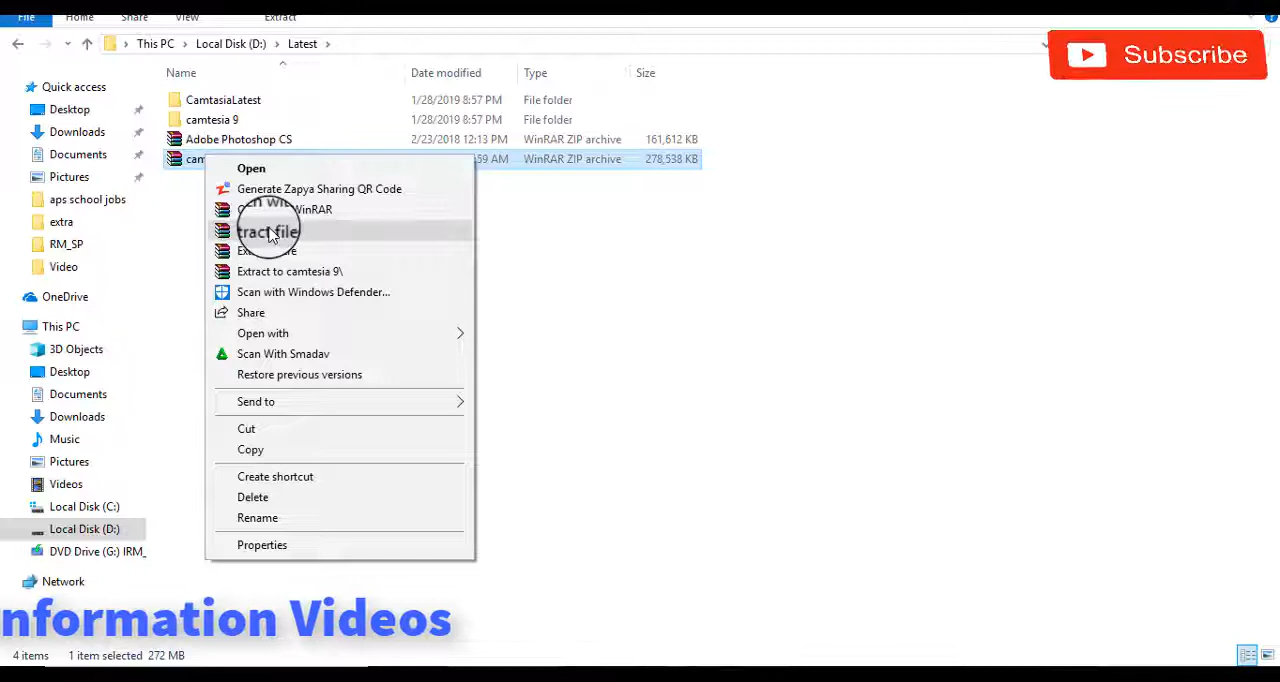 File Home Share View Extract
This PC > Local Disk (D:) > Latest >
Subscribe
Name Date modified Type Size
Quick access
Desktop
Downloads
Documents
Pictures
aps school jobs
extra
RM_SP
Video
OneDrive
This PC
3D Objects
Desktop
Documents
Downloads
Music
Pictures
Videos
Local Disk (C:)
Local Disk (D:)
DVD Drive (G:) IRM_
Network
CamtasiaLatest 1/28/2019 8:57 PM File folder
camtesia 9 1/28/2019 8:57 PM File folder
Adobe Photoshop CS 2/23/2018 12:13 PM WinRAR ZIP archive 161,612 KB
cam :59 AM WinRAR ZIP archive 278,538 KB
Open
Generate Zapya Sharing QR Code
WinRAR
tract file
Extract to camtesia 9\
Scan with Windows Defender...
Share
Open with
Scan With Smadav
Restore previous versions
Send to
Cut
Copy
Create shortcut
Delete
Rename
Properties
nformation Videos
4 items 1 item selected 272 MB